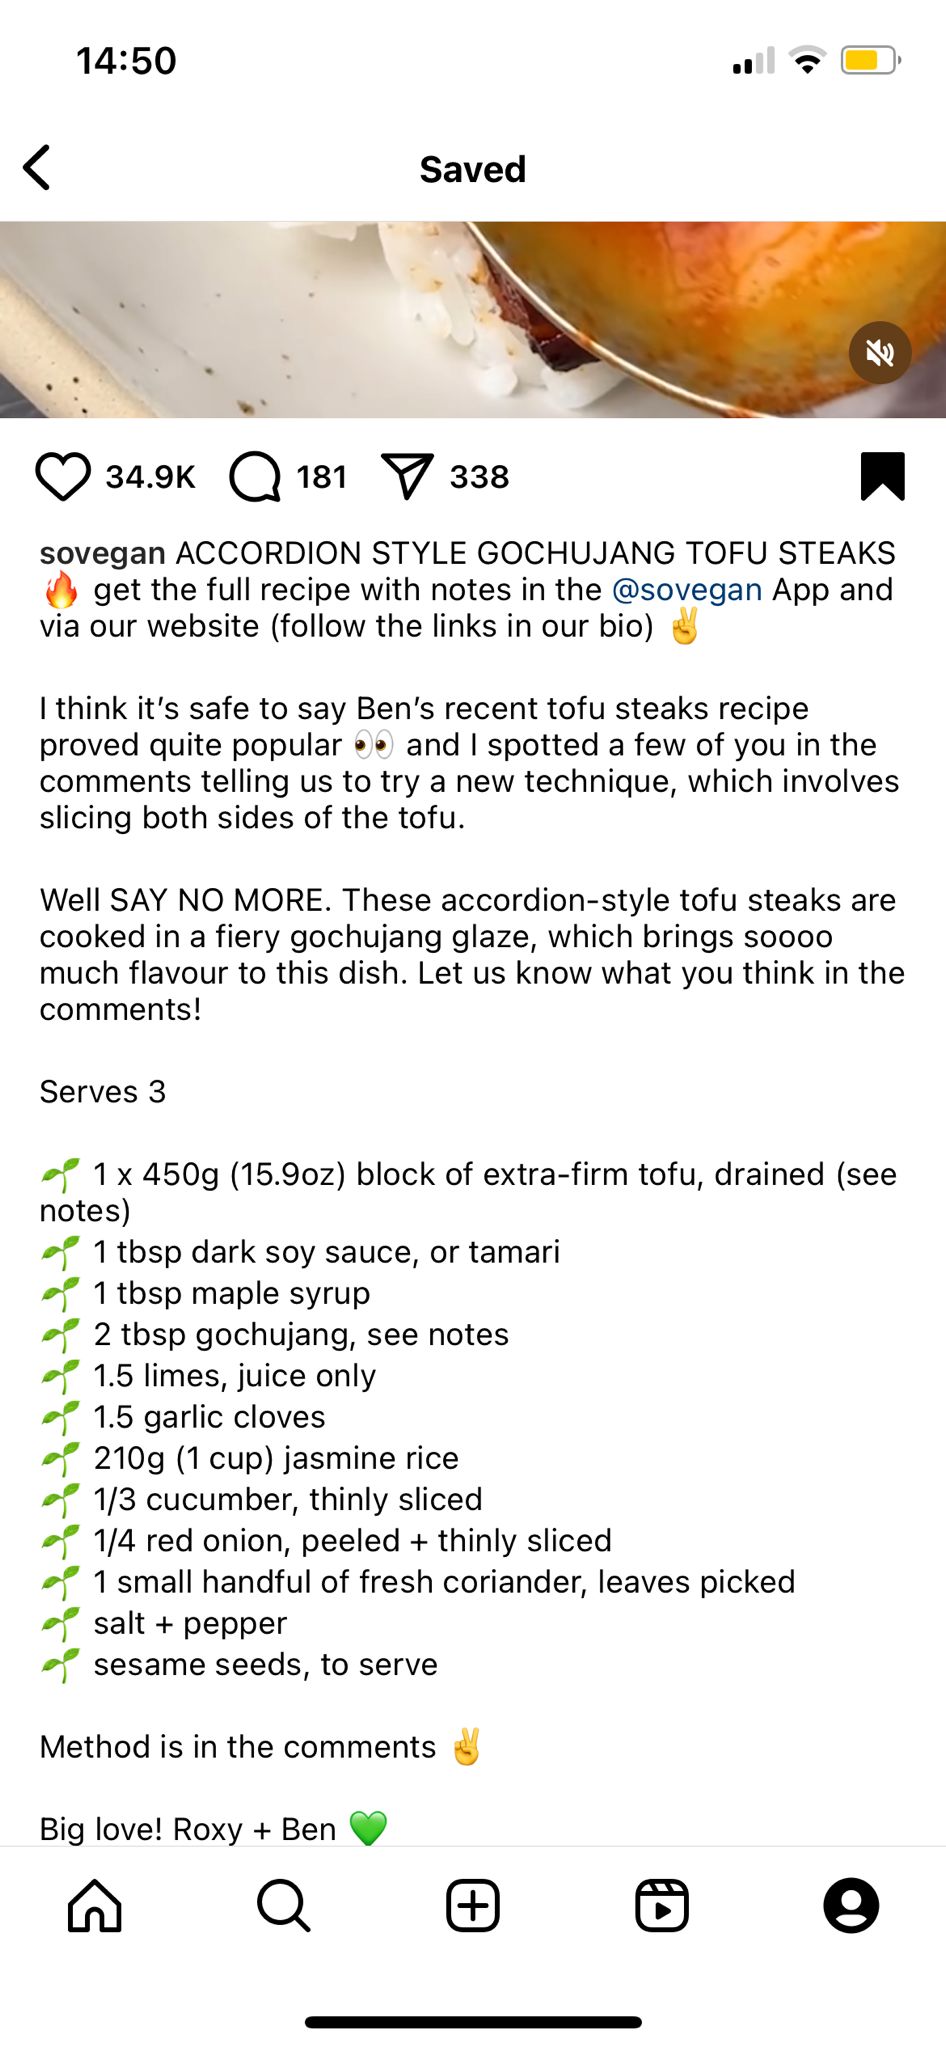 14:50
Saved
34.9K 181 338
sovegan ACCORDION STYLE GOCHUJANG TOFU STEAKS
🔥 get the full recipe with notes in the @sovegan App and
via our website (follow the links in our bio) ✌️
I think it’s safe to say Ben’s recent tofu steaks recipe
proved quite popular 👀 and I spotted a few of you in the
comments telling us to try a new technique, which involves
slicing both sides of the tofu.
Well SAY NO MORE. These accordion-style tofu steaks are
cooked in a fiery gochujang glaze, which brings soooo
much flavour to this dish. Let us know what you think in the
comments!
Serves 3
🌱 1 x 450g (15.9oz) block of extra-firm tofu, drained (see
notes)
🌱 1 tbsp dark soy sauce, or tamari
🌱 1 tbsp maple syrup
🌱 2 tbsp gochujang, see notes
🌱 1.5 limes, juice only
🌱 1.5 garlic cloves
🌱 210g (1 cup) jasmine rice
🌱 1/3 cucumber, thinly sliced
🌱 1/4 red onion, peeled + thinly sliced
🌱 1 small handful of fresh coriander, leaves picked
🌱 salt + pepper
🌱 sesame seeds, to serve
Method is in the comments ✌️
Big love! Roxy + Ben 💚